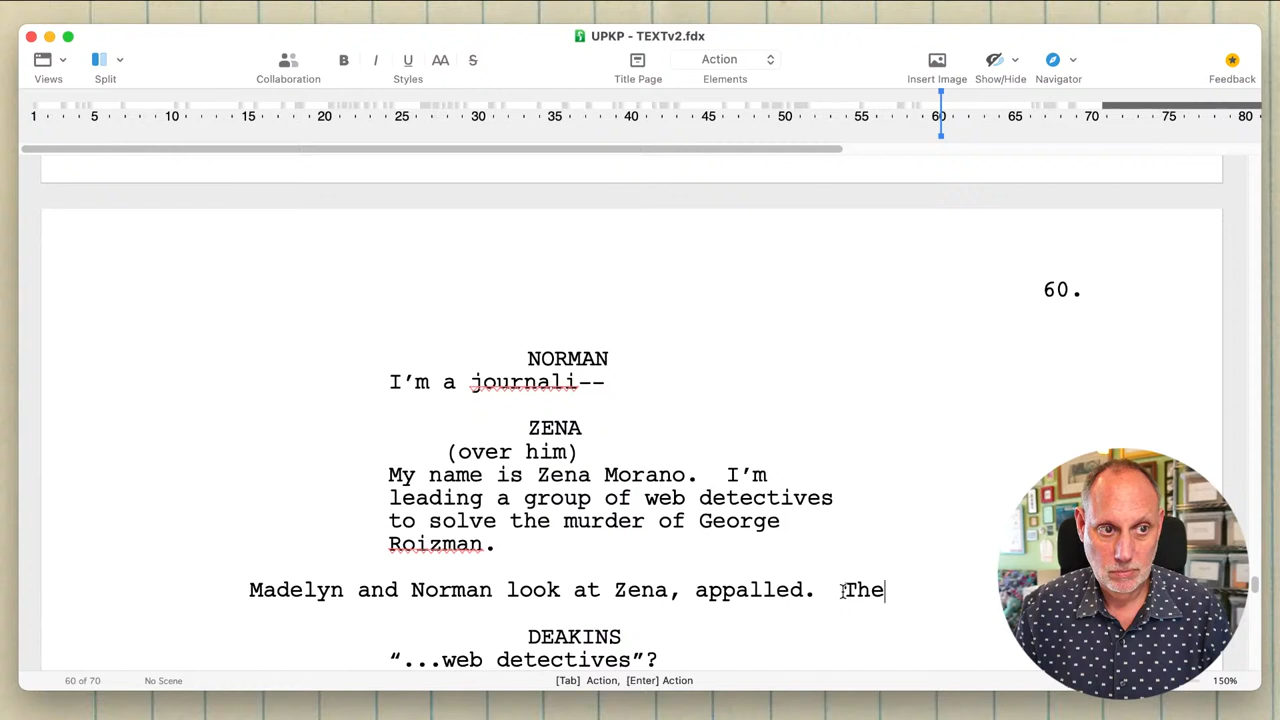 UPKP - TEXTv2.fdx
Views
Split
Collaboration
B I U AA S
Styles
Title Page
Action
Elements
Insert Image
Show/Hide
Navigator
Feedback
1 5 10 15 20 25 30 35 40 45 50 55 60 65 70 75 80
60.
NORMAN
I’m a journali--
ZENA
(over him)
My name is Zena Morano.  I’m
leading a group of web detectives
to solve the murder of George
Roizman.
Madelyn and Norman look at Zena, appalled.  The
DEAKINS
“...web detectives”?
60 of 70
No Scene
[Tab]  Action,  [Enter] Action
150%